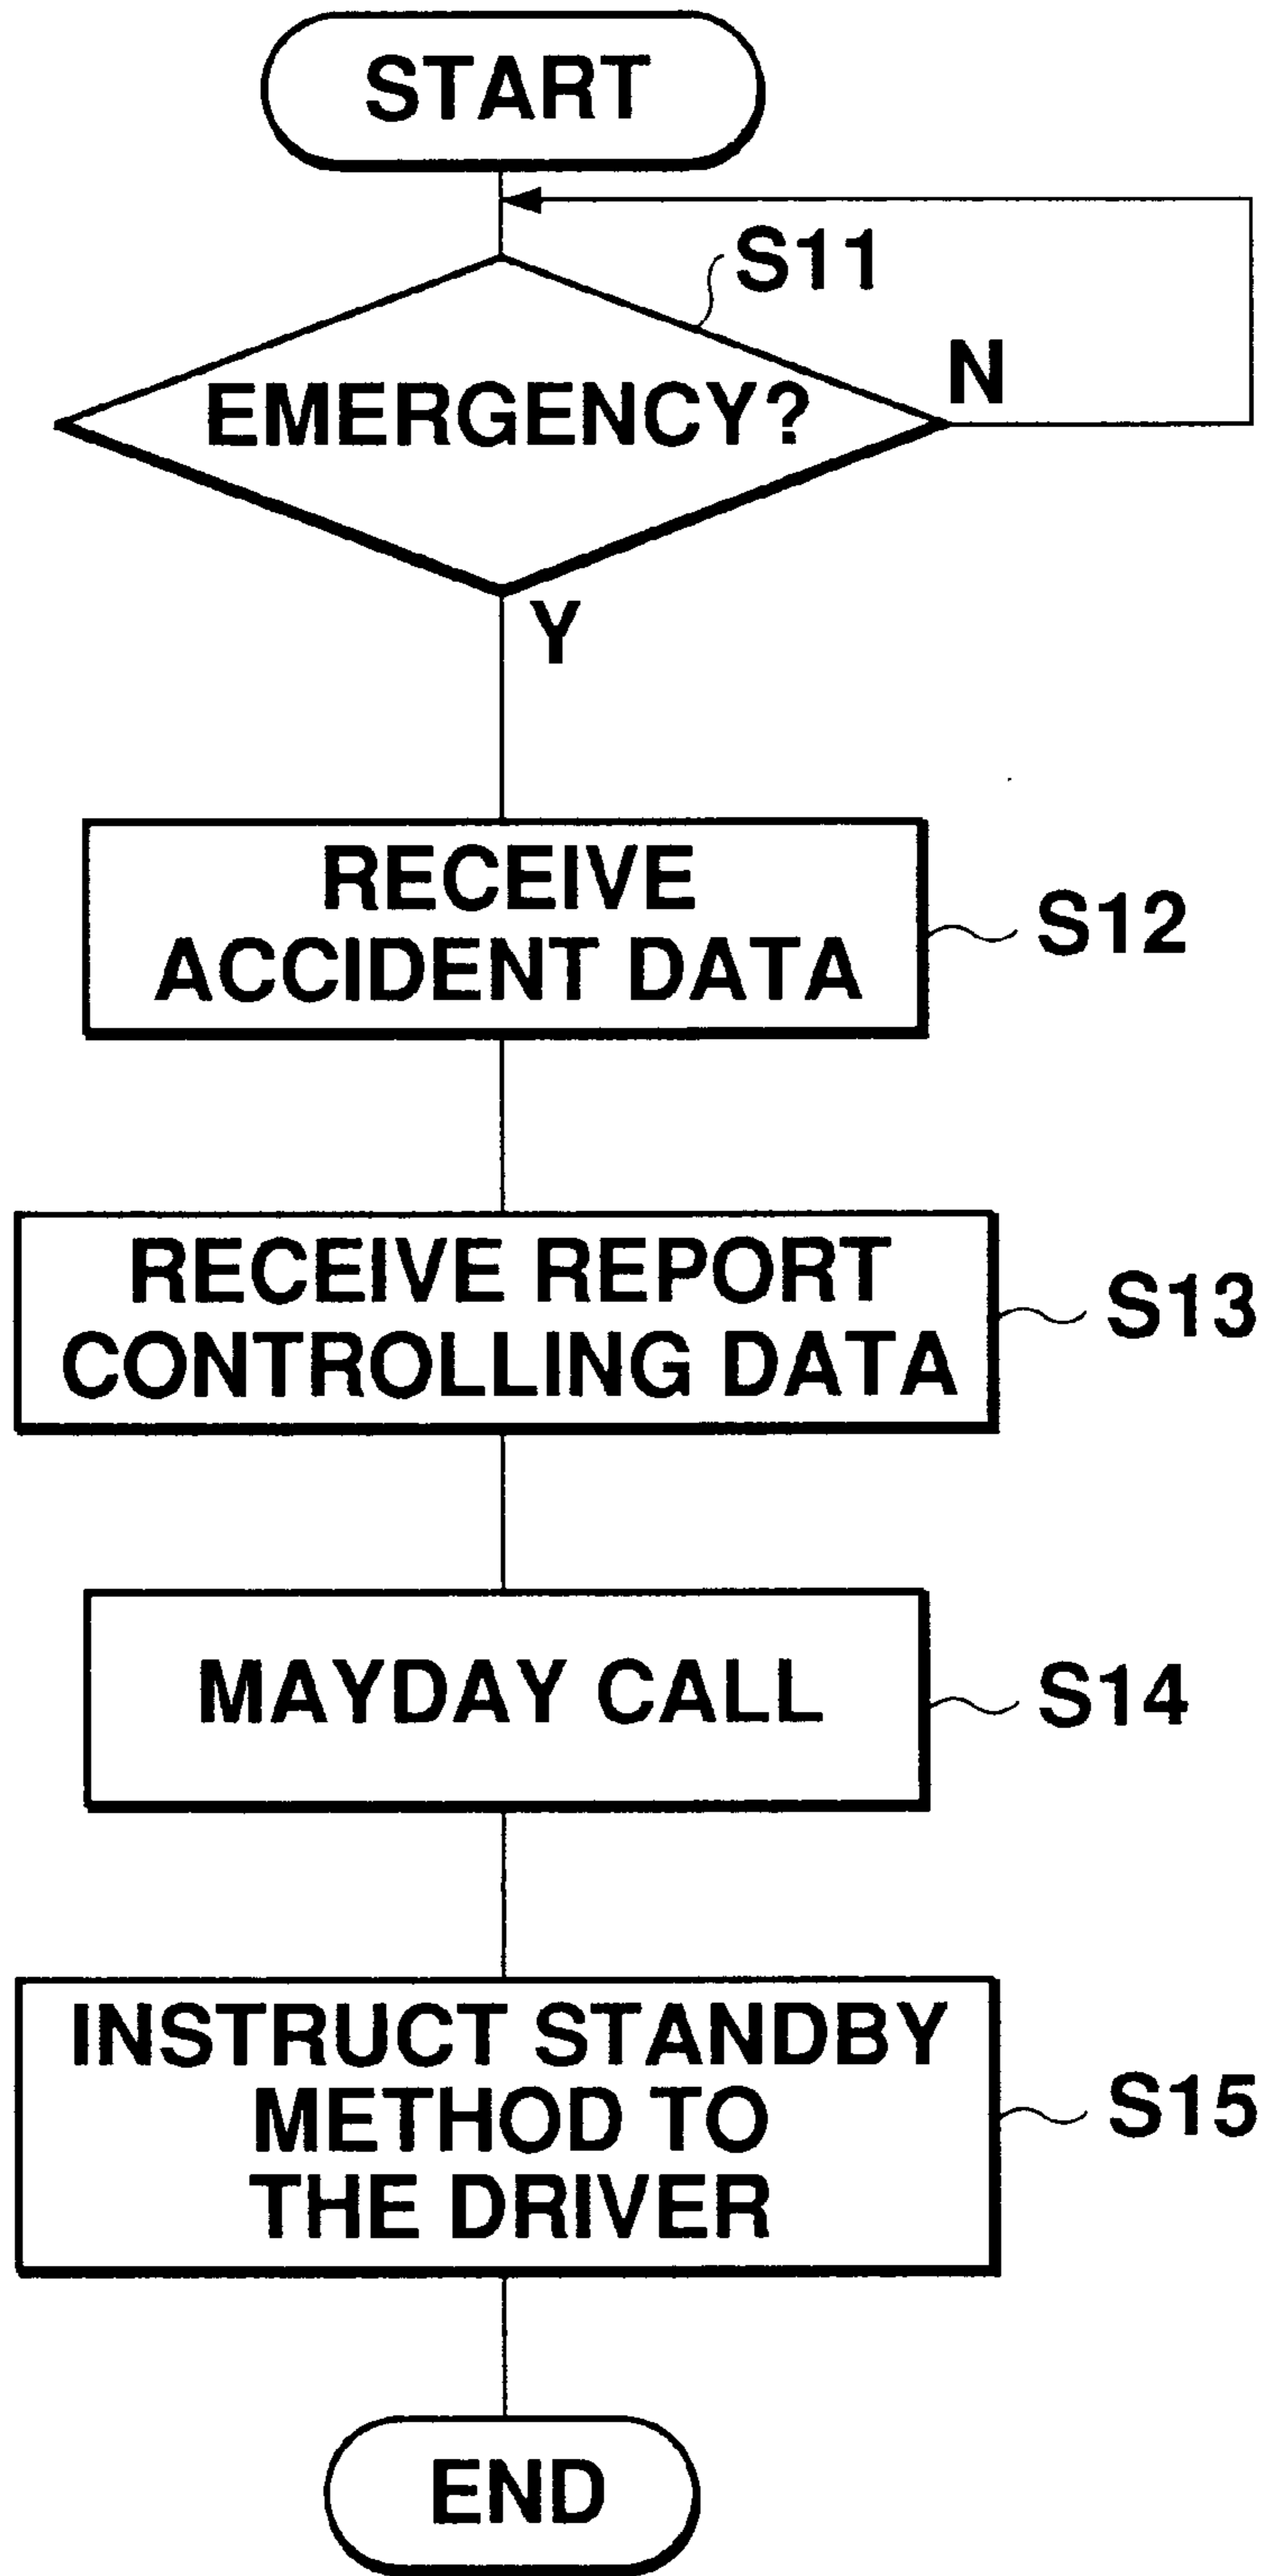 START
S11
EMERGENCY?
N
Y
RECEIVE
ACCIDENT DATA
S12
RECEIVE REPORT
CONTROLLING DATA
S13
MAYDAY CALL
S14
INSTRUCT STANDBY
METHOD TO
THE DRIVER
S15
END